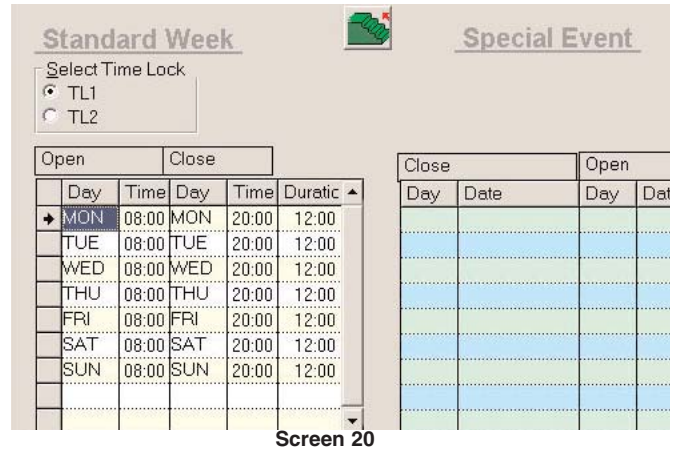 Standard Week
Special Event
Select Time Lock
TL1
TL2
Open Close
Close Open
Day Time Day Time Duratic
Day Date Day Dat
MON 08:00 MON 20:00 12:00
TUE 08:00 TUE 20:00 12:00
WED 08:00 WED 20:00 12:00
THU 08:00 THU 20:00 12:00
FRI 08:00 FRI 20:00 12:00
SAT 08:00 SAT 20:00 12:00
SUN 08:00 SUN 20:00 12:00
Screen 20